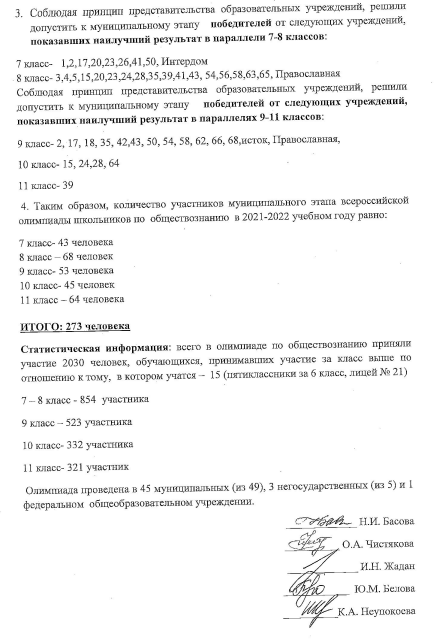 3. Соблюдая принцип представительства образовательных учреждений, решили
допустить к муниципальному этапу победителей от следующих учреждений,
показавших наилучший результат в параллели 7-8 классов:
7 класс- 1,2,17,20,23,26,41,50, Интердом
8 класс- 3,4,5,15,20,23,24,28,35,39,41,43, 54,56,58,63,65, Православная
Соблюдая принцип представительства образовательных учреждений, решили
допустить к муниципальному этапу победителей от следующих учреждений,
показавших наилучший результат в параллелях 9-11 классов:
9 класс- 2, 17, 18, 35, 42,43, 50, 54, 58, 62, 66, 68,исток, Православная,
10 класс- 15, 24,28, 64
11 класс- 39
4. Таким образом, количество участников муниципального этапа всероссийской
олимпиады школьников по обществознанию в 2021-2022 учебном году равно:
7 класс- 43 человека
8 класс – 68 человек
9 класс- 53 человека
10 класс- 45 человек
11 класс – 64 человека
ИТОГО: 273 человека
Статистическая информация: всего в олимпиаде по обществознанию приняли
участие 2030 человек, обучающихся, принимавших участие за класс выше по
отношению к тому, в котором учатся – 15 (пятиклассники за 6 класс, лицей № 21)
7 – 8 класс - 854 участника
9 класс – 523 участника
10 класс- 332 участника
11 класс- 321 участник
Олимпиада проведена в 45 муниципальных (из 49), 3 негосударственных (из 5) и 1
федеральном общеобразовательном учреждении.
Н.И. Басова
О.А. Чистякова
И.Н. Жадан
Ю.М. Белова
К.А. Неупокоева